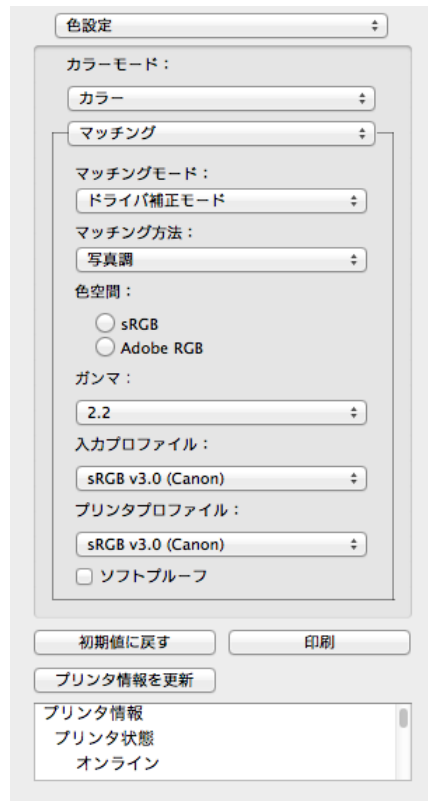 色設定
カラーモード：
カラー
マッチング
マッチングモード：
ドライバ補正モード
マッチング方法：
写真調
色空間：
sRGB
Adobe RGB
ガンマ：
2.2
入力プロファイル：
sRGB v3.0 (Canon)
プリンタプロファイル：
sRGB v3.0 (Canon)
ソフトプルーフ
初期値に戻す 印刷
プリンタ情報を更新
プリンタ情報
プリンタ状態
オンライン